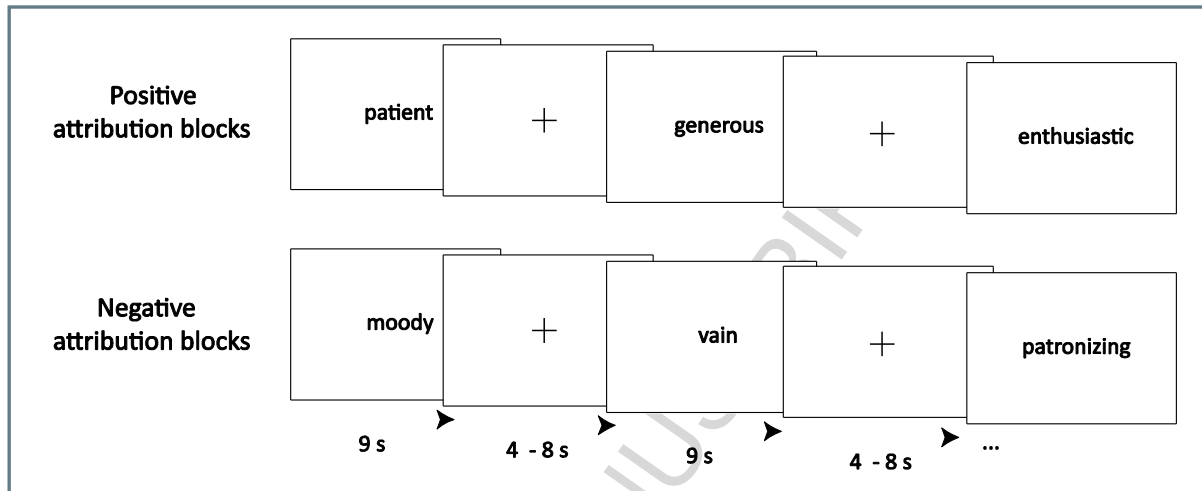 Positive
attribution blocks
patient
+
generous
+
enthusiastic
Negative
attribution blocks
moody
+
vain
+
patronizing
9 s
4 - 8 s
9 s
4 - 8 s
...